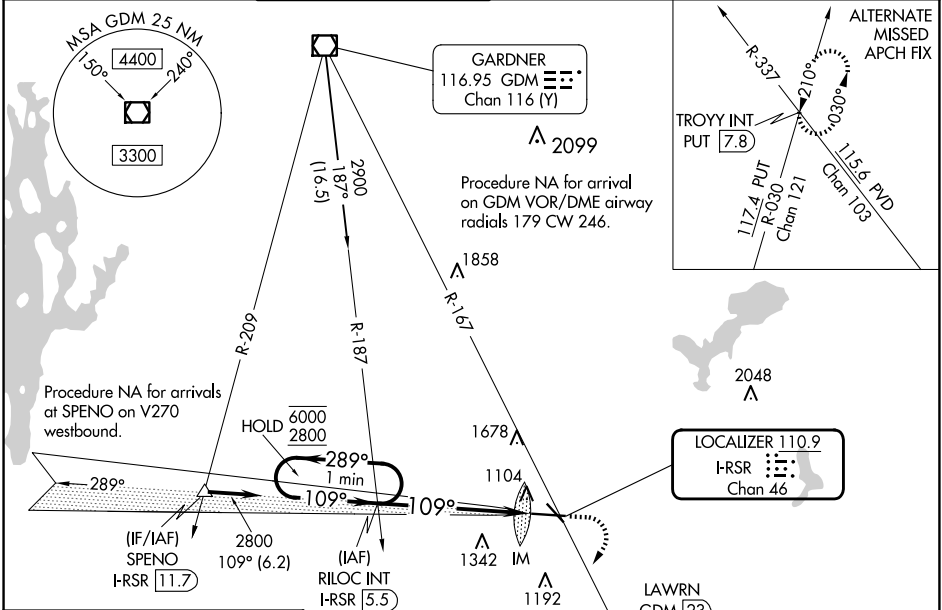 MSA GDM 25 NM
150°
240°
4400
3300
GARDNER
116.95 GDM
Chan 116 (Y)
2099
Procedure NA for arrival
on GDM VOR/DME airway
radials 179 CW 246.
2900
187°
(16.5)
1858
R-209
R-187
R-167
ALTERNATE
MISSED
APCH FIX
R-337
210°
030°
TROYY INT
PUT 7.8
117.4 PUT
R-030
Chan 121
115.6 PVD
Chan 103
2048
Procedure NA for arrivals
at SPENO on V270
westbound.
HOLD 6000
2800
289°
1 min
109°
109°
289°
1678
1104
LOCALIZER 110.9
I-RSR
Chan 46
(IF/IAF)
SPENO
I-RSR 11.7
2800
109° (6.2)
(IAF)
RILOC INT
I-RSR 5.5
1342
IM
1192
LAWRN
GDM 23